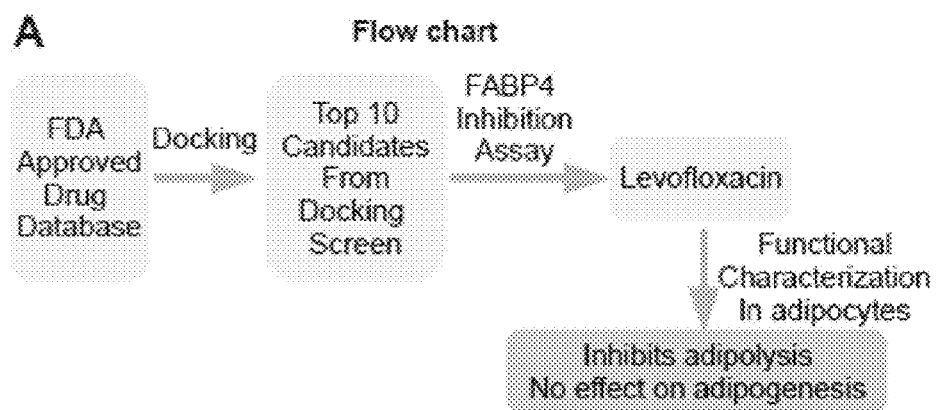 A
Flow chart
FDA
Approved
Drug
Database
Docking
Top 10
Candidates
From
Docking
Screen
FABP4
Inhibition
Assay
Levofloxacin
Functional
Characterization
In adipocytes
Inhibits adipolysis
No effect on adipogenesis